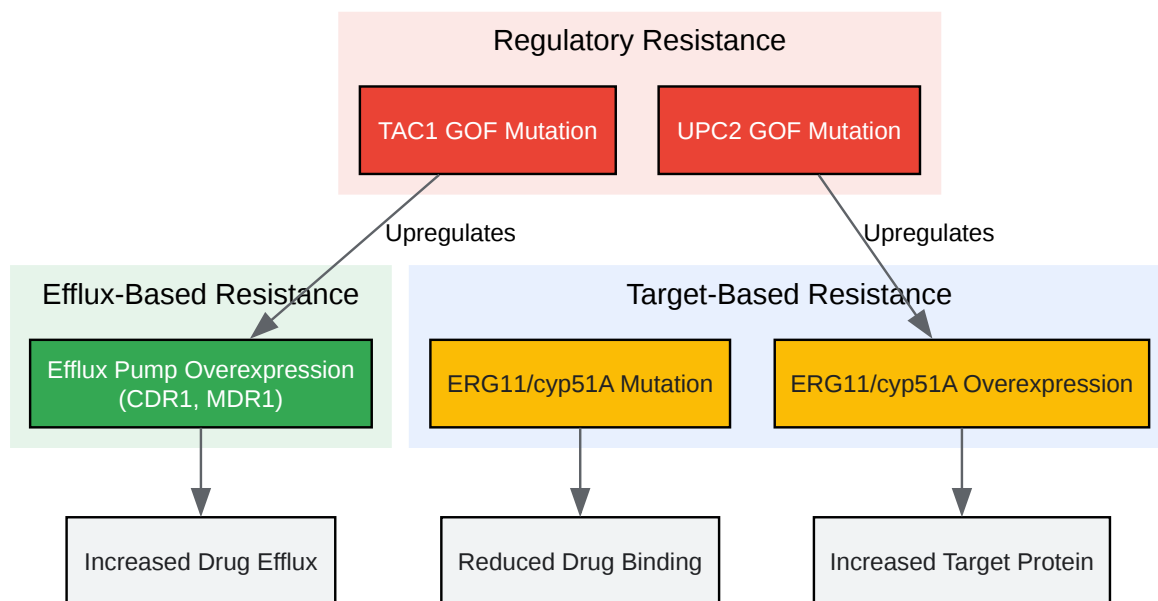 Regulatory Resistance
TAC1 GOF Mutation
UPC2 GOF Mutation
Upregulates
Upregulates
Efflux-Based Resistance
Target-Based Resistance
Efflux Pump Overexpression
(CDR1, MDR1)
ERG11/cyp51A Mutation
ERG11/cyp51A Overexpression
Increased Drug Efflux
Reduced Drug Binding
Increased Target Protein